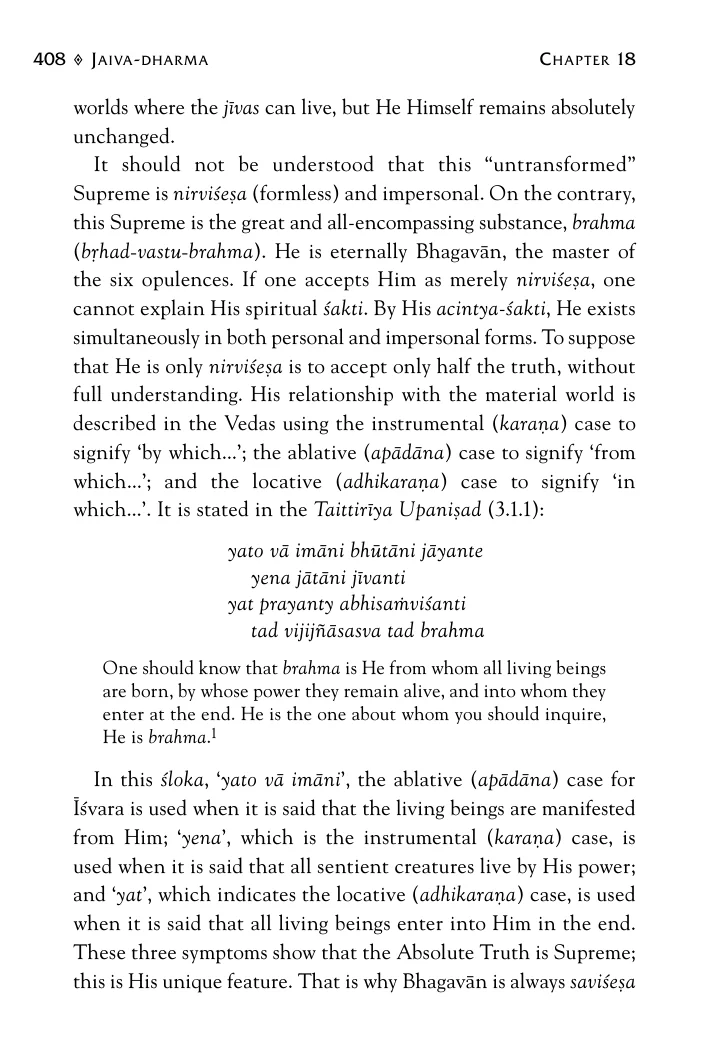 408 ◈ JAIVA-DHARMA CHAPTER 18
worlds where the jīvas can live, but He Himself remains absolutely
unchanged.
It should not be understood that this “untransformed”
Supreme is nirviśeṣa (formless) and impersonal. On the contrary,
this Supreme is the great and all-encompassing substance, brahma
(bṛhad-vastu-brahma). He is eternally Bhagavān, the master of
the six opulences. If one accepts Him as merely nirviśeṣa, one
cannot explain His spiritual śakti. By His acintya-śakti, He exists
simultaneously in both personal and impersonal forms. To suppose
that He is only nirviśeṣa is to accept only half the truth, without
full understanding. His relationship with the material world is
described in the Vedas using the instrumental (karaṇa) case to
signify ‘by which...’; the ablative (apādāna) case to signify ‘from
which...’; and the locative (adhikaraṇa) case to signify ‘in
which...’. It is stated in the Taittirīya Upaniṣad (3.1.1):
yato vā imāni bhūtāni jāyante
yena jātāni jīvanti
yat prayanty abhisaṁviśanti
tad vijijñāsasva tad brahma
One should know that brahma is He from whom all living beings
are born, by whose power they remain alive, and into whom they
enter at the end. He is the one about whom you should inquire,
He is brahma.1
In this śloka, ‘yato vā imāni’, the ablative (apādāna) case for
Īśvara is used when it is said that the living beings are manifested
from Him; ‘yena’, which is the instrumental (karaṇa) case, is
used when it is said that all sentient creatures live by His power;
and ‘yat’, which indicates the locative (adhikaraṇa) case, is used
when it is said that all living beings enter into Him in the end.
These three symptoms show that the Absolute Truth is Supreme;
this is His unique feature. That is why Bhagavān is always saviśeṣa